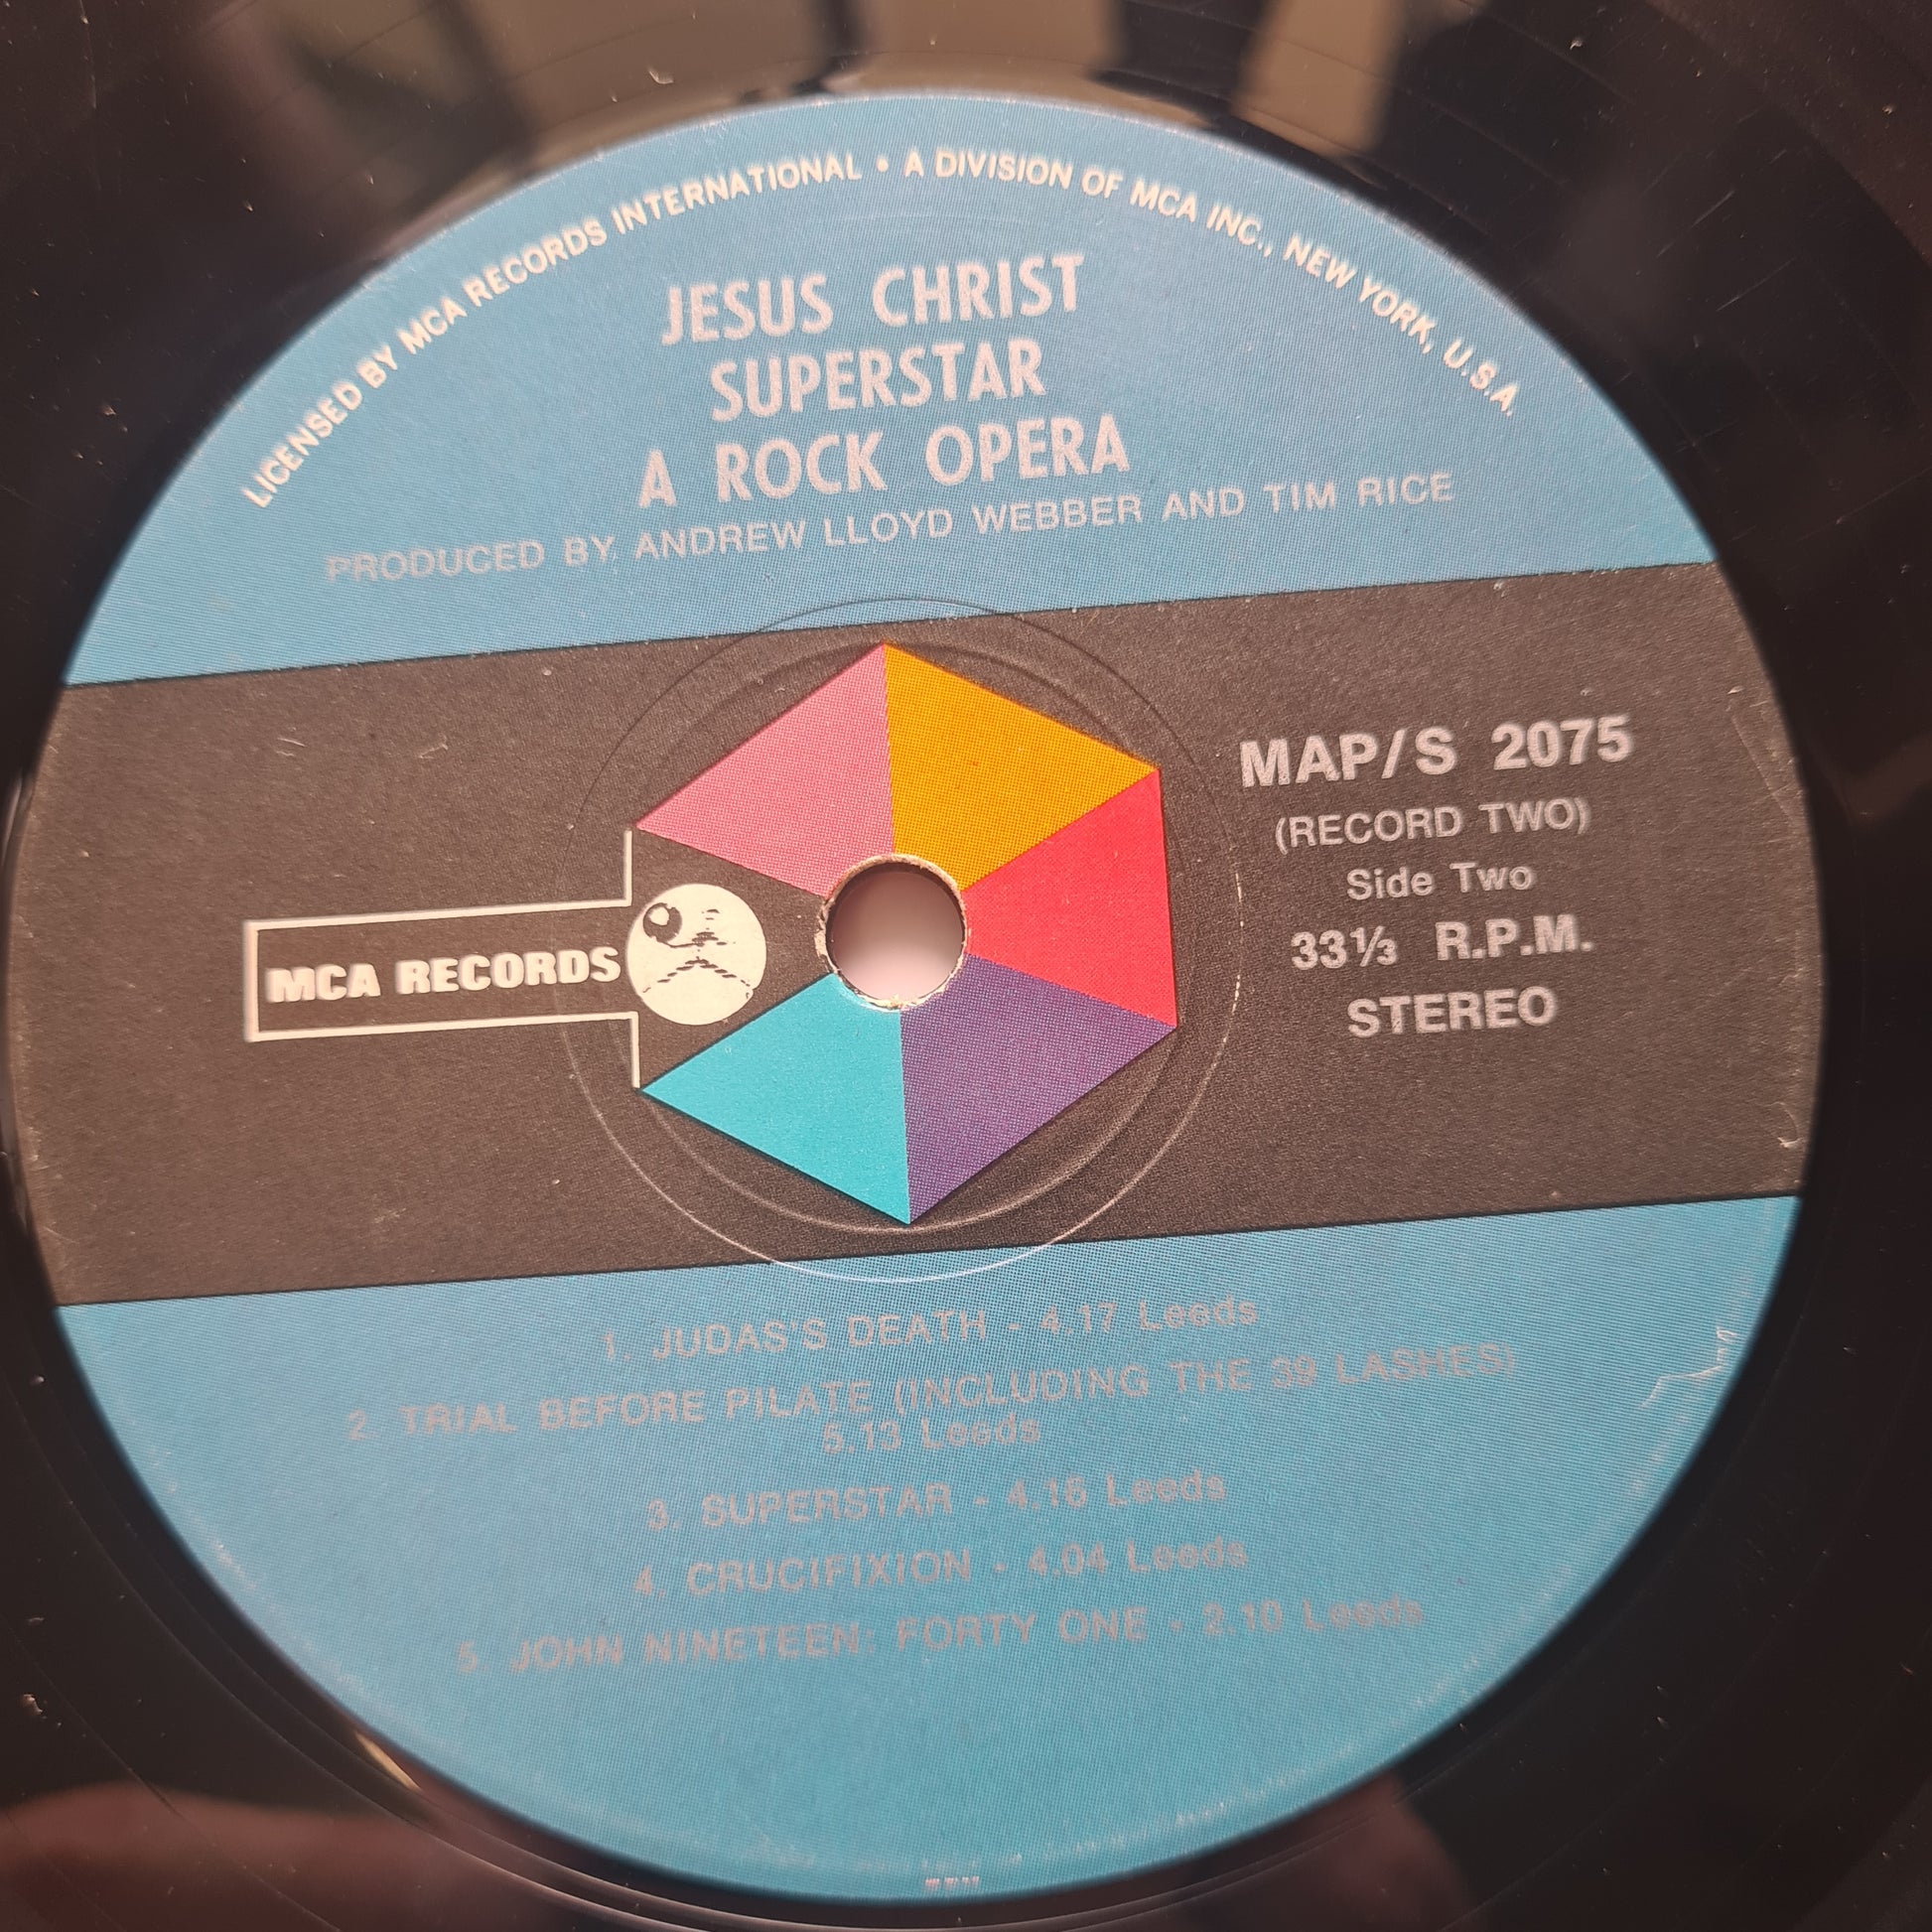 LICENSED BY MCA RECORDS INTERNATIONAL • A DIVISION OF MCA INC., NEW YORK, U.S.A.
JESUS CHRIST
SUPERSTAR
A ROCK OPERA
PRODUCED BY ANDREW LLOYD WEBBER AND TIM RICE
MCA RECORDS
MAP/S 2075
(RECORD TWO)
Side Two
33⅓ R.P.M.
STEREO
1. JUDAS'S DEATH - 4.17 Leeds
2. TRIAL BEFORE PILATE (INCLUDING THE 39 LASHES)
5.13 Leeds
3. SUPERSTAR - 4.16 Leeds
4. CRUCIFIXION - 4.04 Leeds
5. JOHN NINETEEN: FORTY ONE - 2.10 Leeds